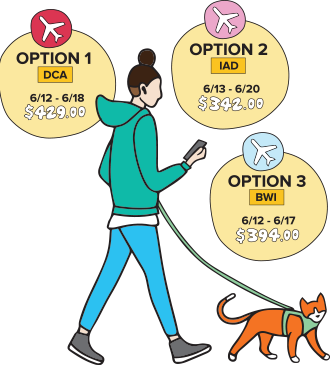 OPTION 1
DCA
6/12 - 6/18
$429.00
OPTION 2
IAD
6/13 - 6/20
$342.00
OPTION 3
BWI
6/12 - 6/17
$394.00